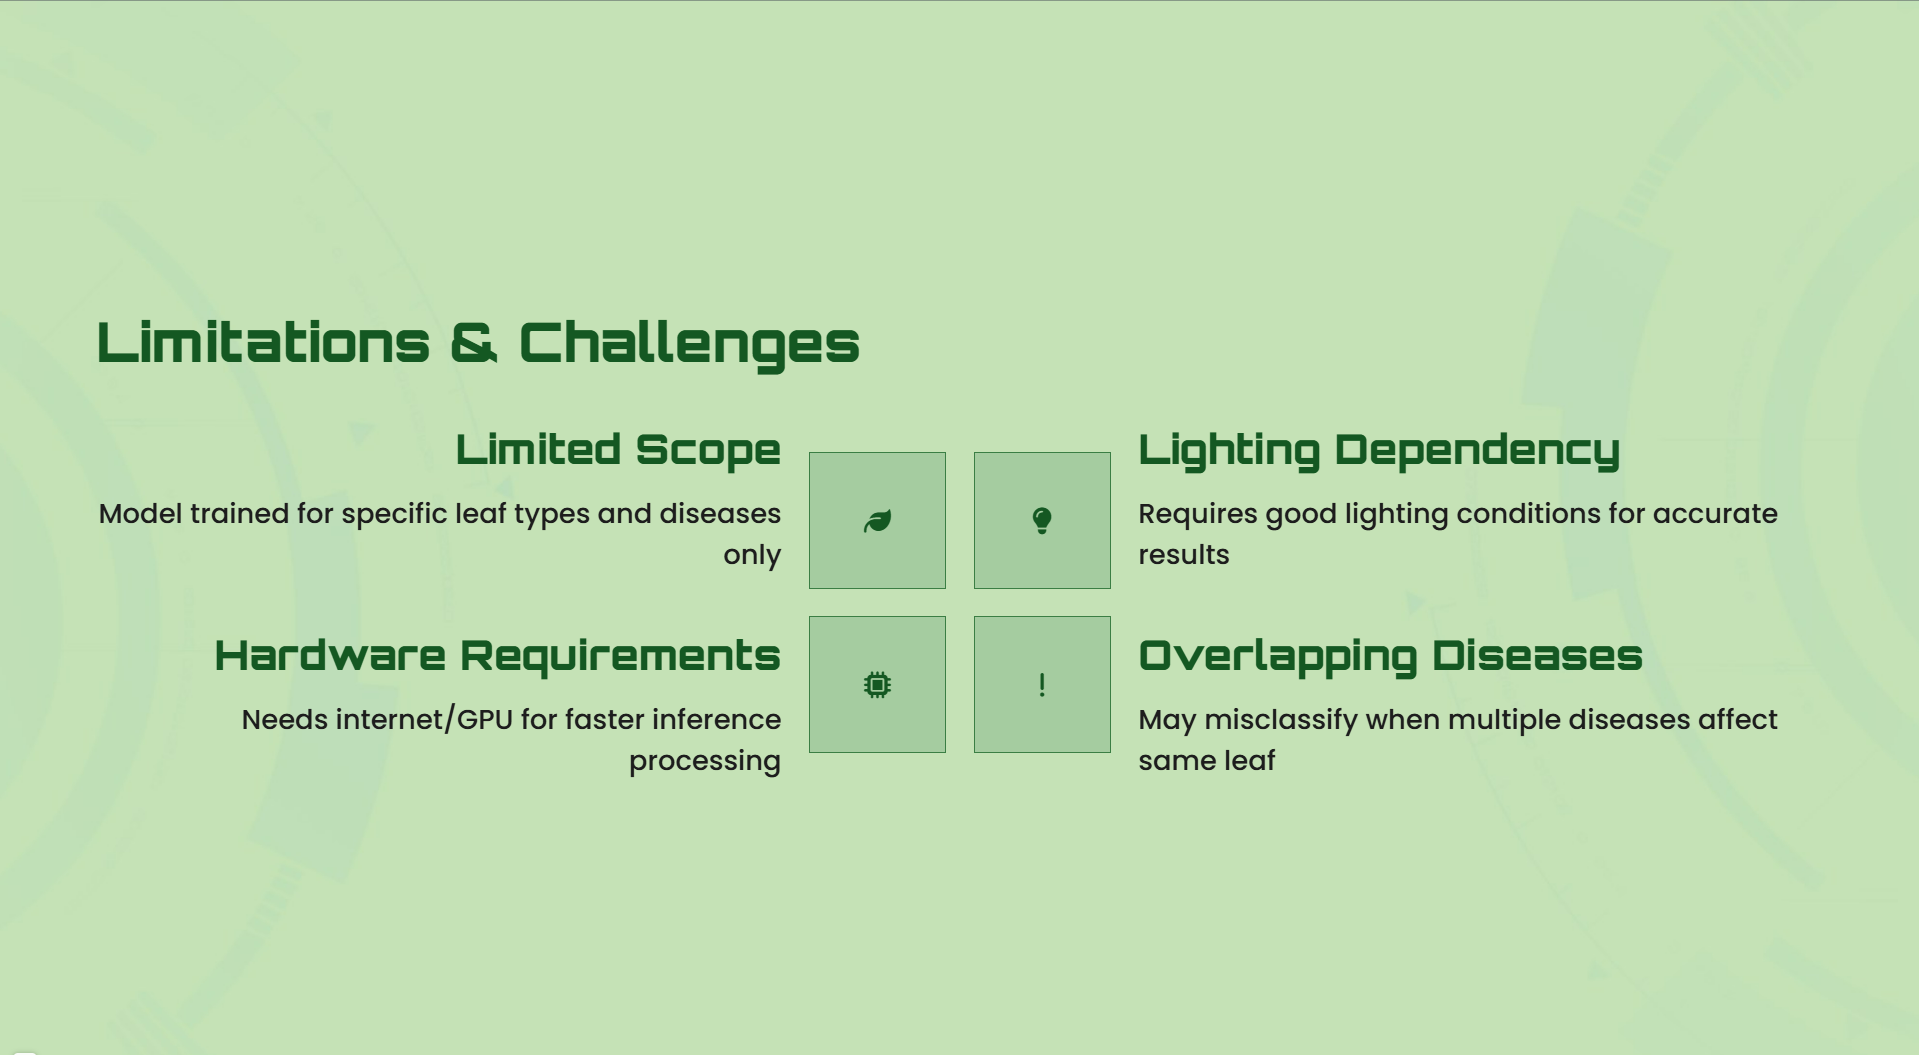 Limitations & Challenges
Limited Scope
Model trained for specific leaf types and diseases
only
Lighting Dependency
Requires good lighting conditions for accurate
results
Hardware Requirements
Needs internet/GPU for faster inference
processing
Overlapping Diseases
May misclassify when multiple diseases affect
same leaf